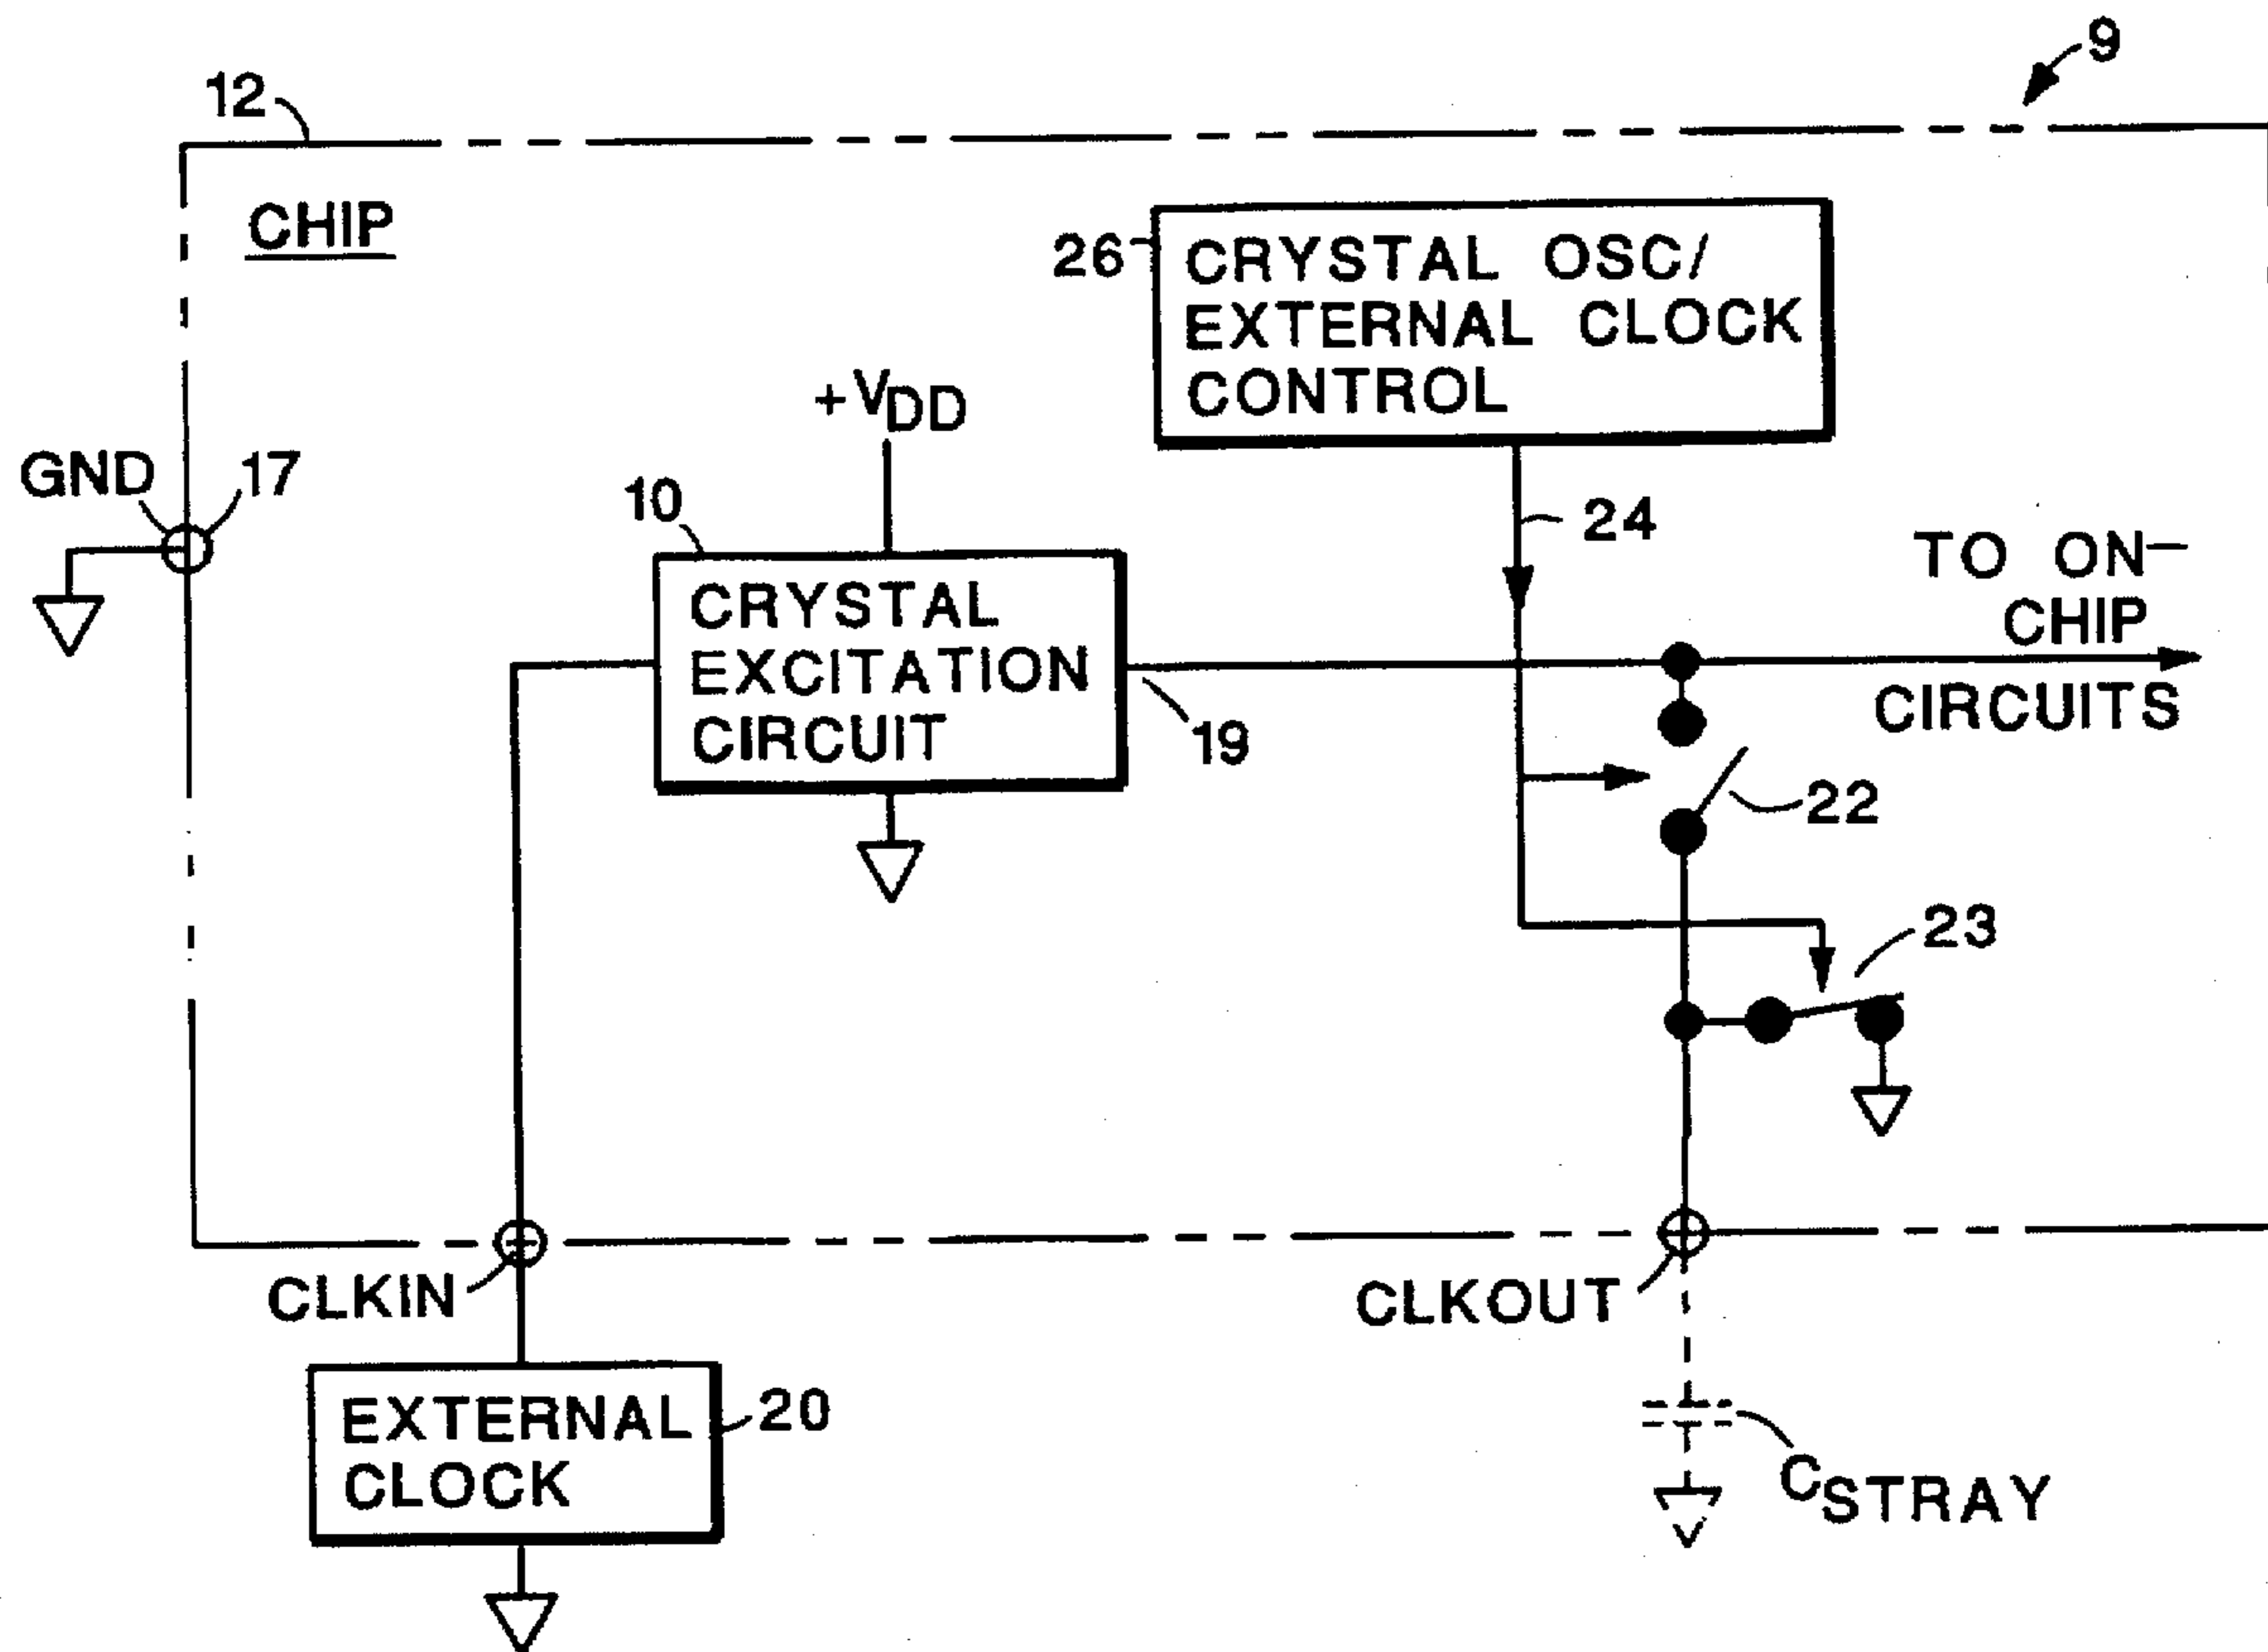 9
12
CHIP
26
CRYSTAL OSC/
EXTERNAL CLOCK
CONTROL
+VDD
GND
17
10
24
CRYSTAL
EXCITATION
CIRCUIT
TO ON-
CHIP
CIRCUITS
19
22
23
CLKIN
CLKOUT
EXTERNAL
CLOCK
20
CSTRAY